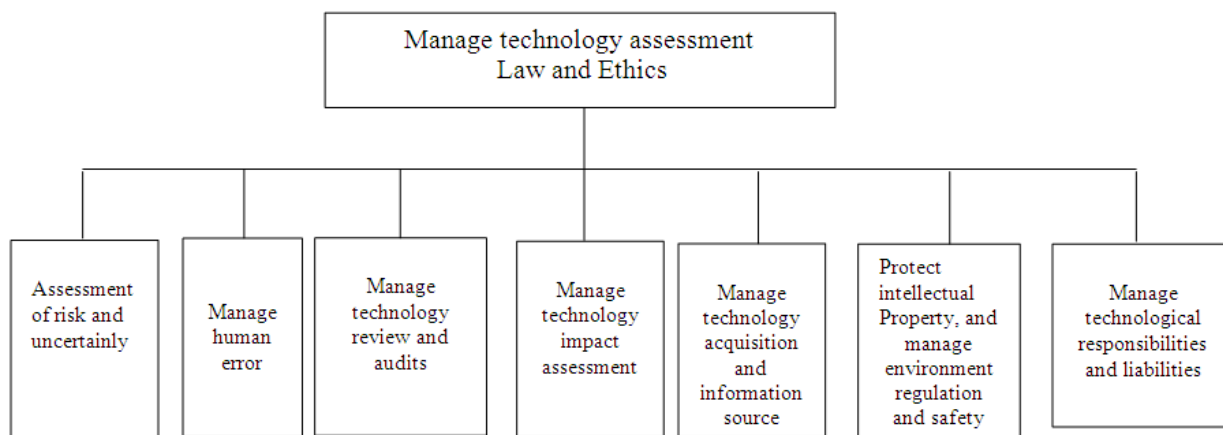 Manage technology assessment
Law and Ethics
Assessment
of risk and
uncertainly
Manage
human
error
Manage
technology
review and
audits
Manage
technology
impact
assessment
Manage
technology
acquisition
and
information
source
Protect
intellectual
Property, and
manage
environment
regulation
and safety
Manage
technological
responsibilities
and liabilities